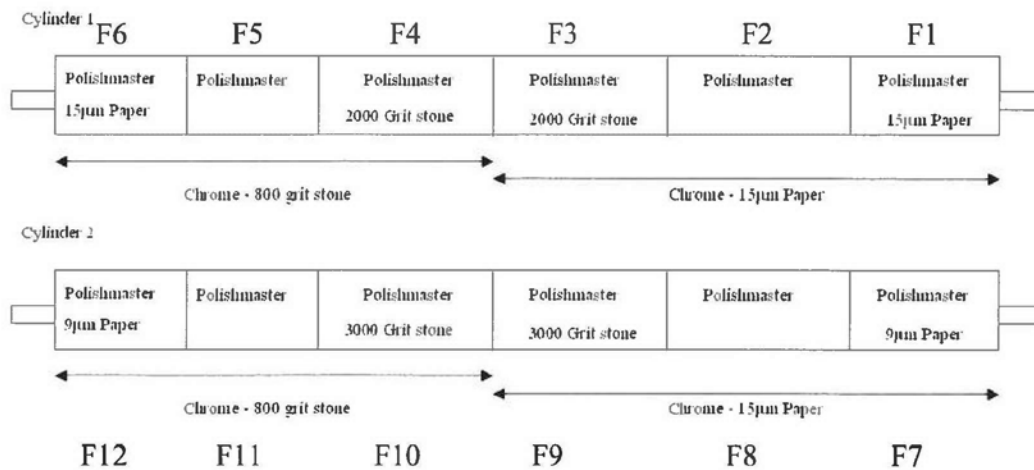 Cylinder 1
F6 F5 F4 F3 F2 F1
Polishmaster Polishmaster Polishmaster Polishmaster Polishmaster Polishmaster
15µm Paper 2000 Grit stone 2000 Grit stone 15µm Paper
Chrome - 800 grit stone Chrome - 15µm Paper
Cylinder 2
Polishmaster Polishmaster Polishmaster Polishmaster Polishmaster Polishmaster
9µm Paper 3000 Grit stone 3000 Grit stone 9µm Paper
Chrome - 800 grit stone Chrome - 15µm Paper
F12 F11 F10 F9 F8 F7